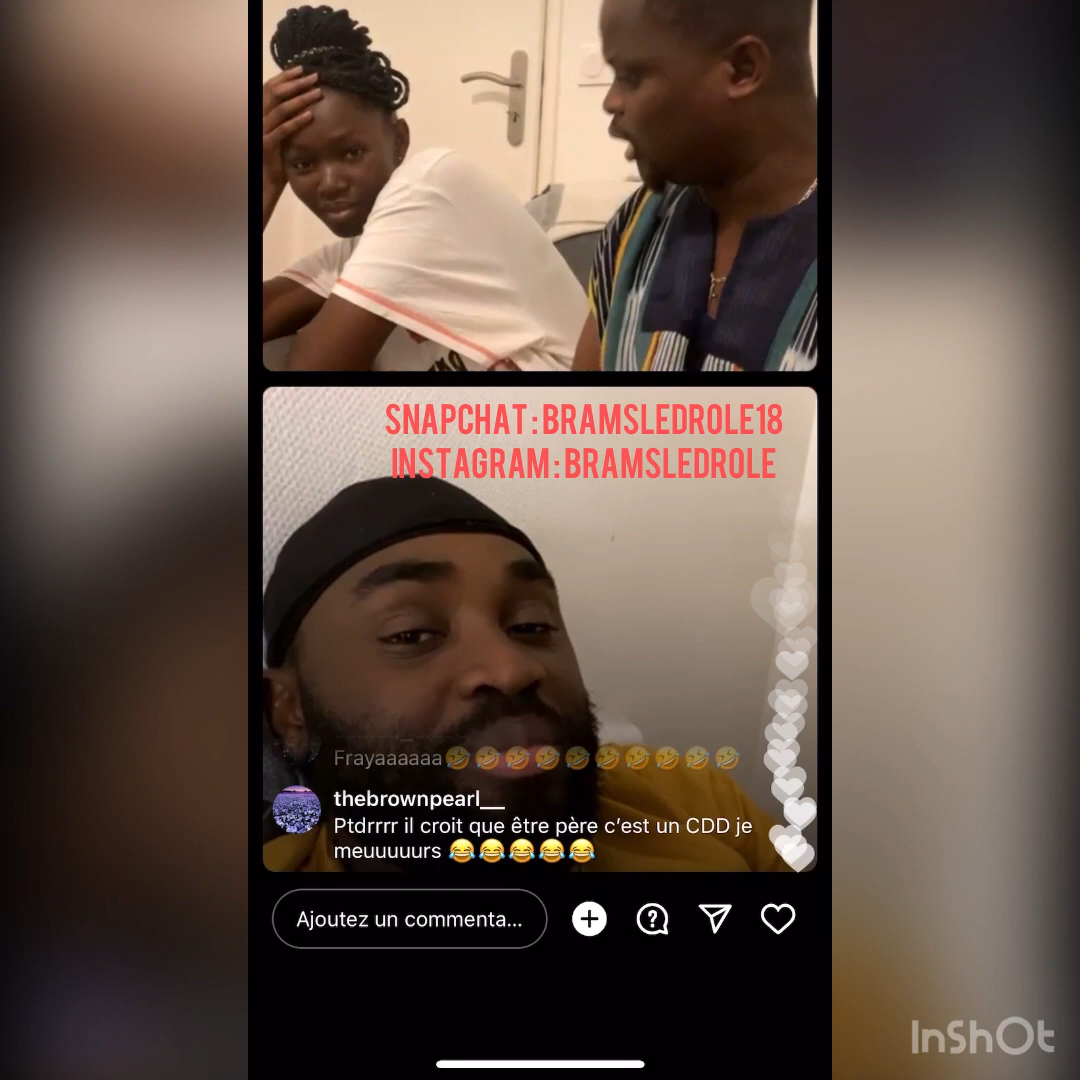 SNAPCHAT : BRAMSLEDROLE18
INSTAGRAM : BRAMSLEDROLE
Frayaaaaaa🤣🤣🤣🤣🤣🤣🤣🤣🤣🤣
thebrownpearl__
Ptdrrrr il croit que être père c’est un CDD je
meuuuuurs 😂😂😂😂😂
Ajoutez un commenta...
InShOt